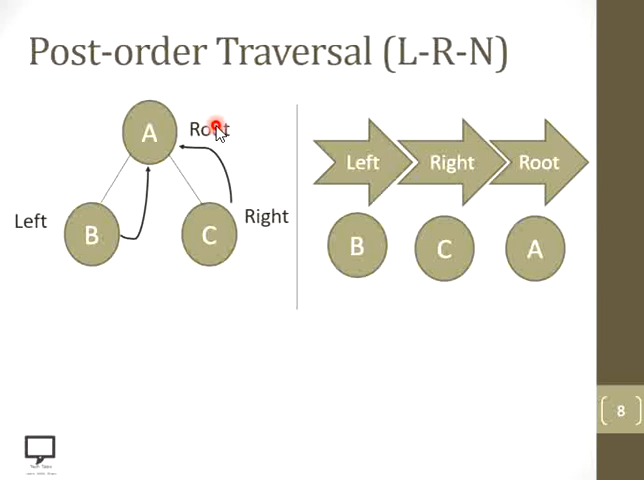 Post-order Traversal (L-R-N)
A
Root
Left
B
C
Right
Left
Right
Root
B
C
A
8